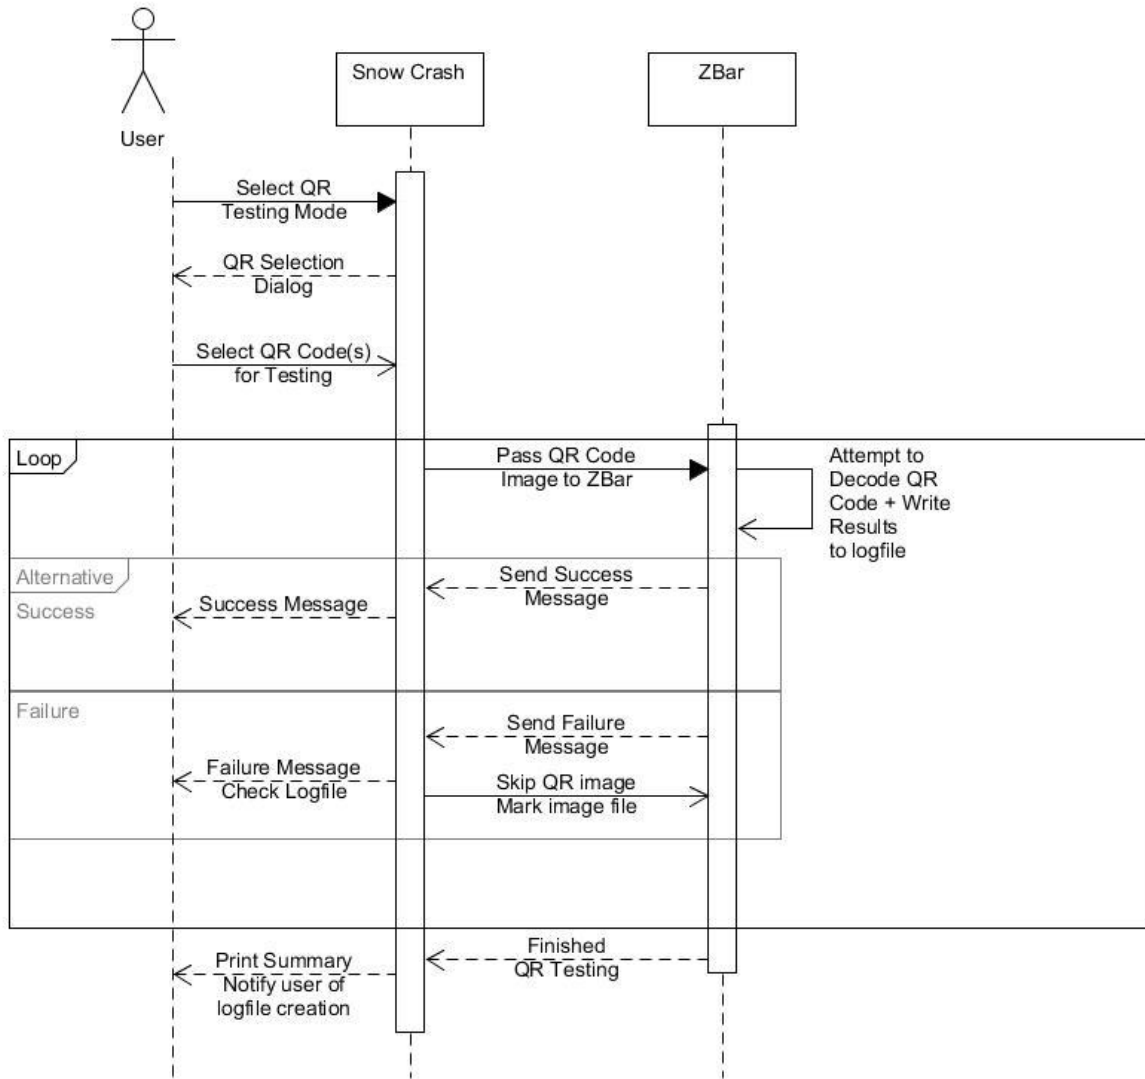 Snow Crash
ZBar
User
Select QR
Testing Mode
QR Selection
Dialog
Select QR Code(s)
for Testing
Loop
Pass QR Code
Image to ZBar
Attempt to
Decode QR
Code + Write
Results
to logfile
Alternative
Success
Send Success
Message
Success Message
Failure
Send Failure
Message
Failure Message
Check Logfile
Skip QR image
Mark image file
Finished
QR Testing
Print Summary
Notify user of
logfile creation